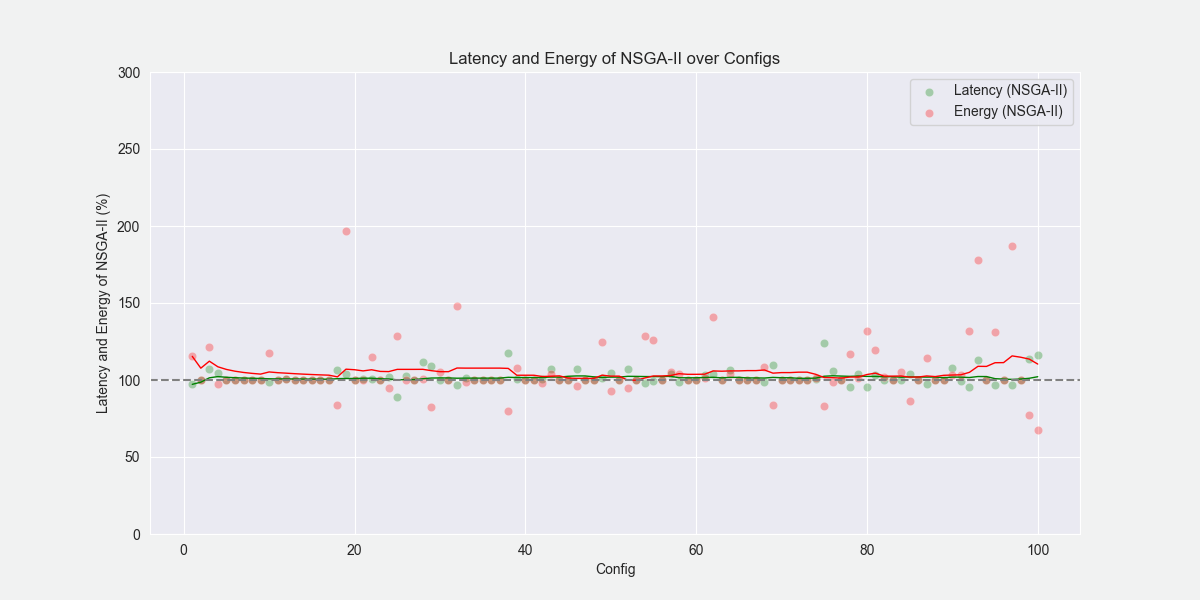 Latency and Energy of NSGA-II over Configs
Latency and Energy of NSGA-II (%)
300
250
200
150
100
50
0
Latency (NSGA-II)
Energy (NSGA-II)
0 20 40 60 80 100
Config